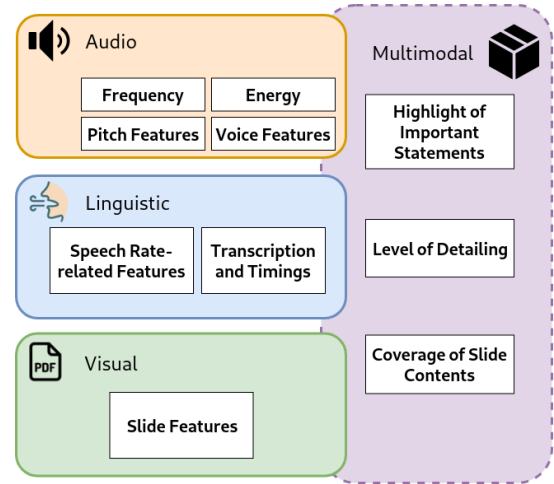 Audio
Frequency
Energy
Pitch Features
Voice Features
Linguistic
Speech Rate-
related Features
Transcription
and Timings
PDF
Visual
Slide Features
Multimodal
Highlight of
Important
Statements
Level of Detailing
Coverage of Slide
Contents